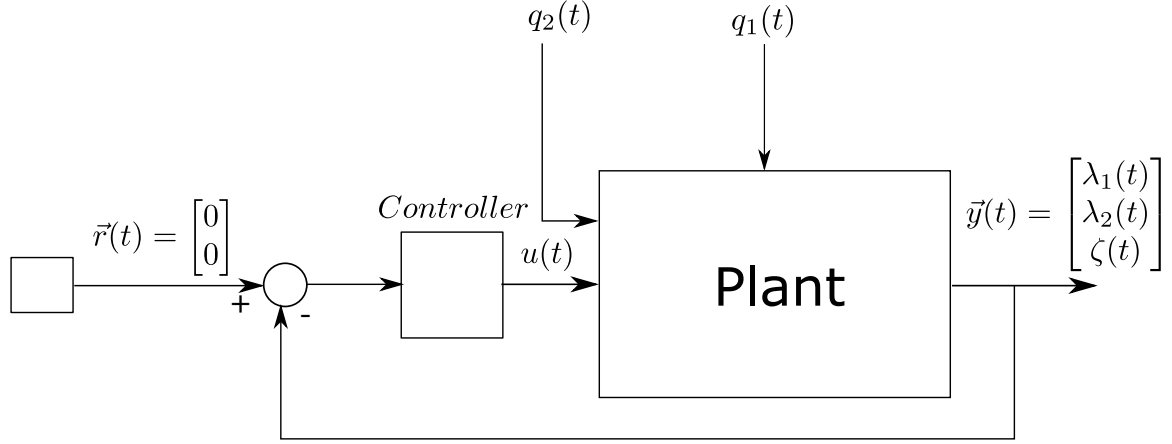 q₂(t)
q₁(t)
r⃗(t) = [0
0]
Controller
u(t)
+
-
Plant
y⃗(t) = [λ₁(t)
λ₂(t)
ζ(t)]